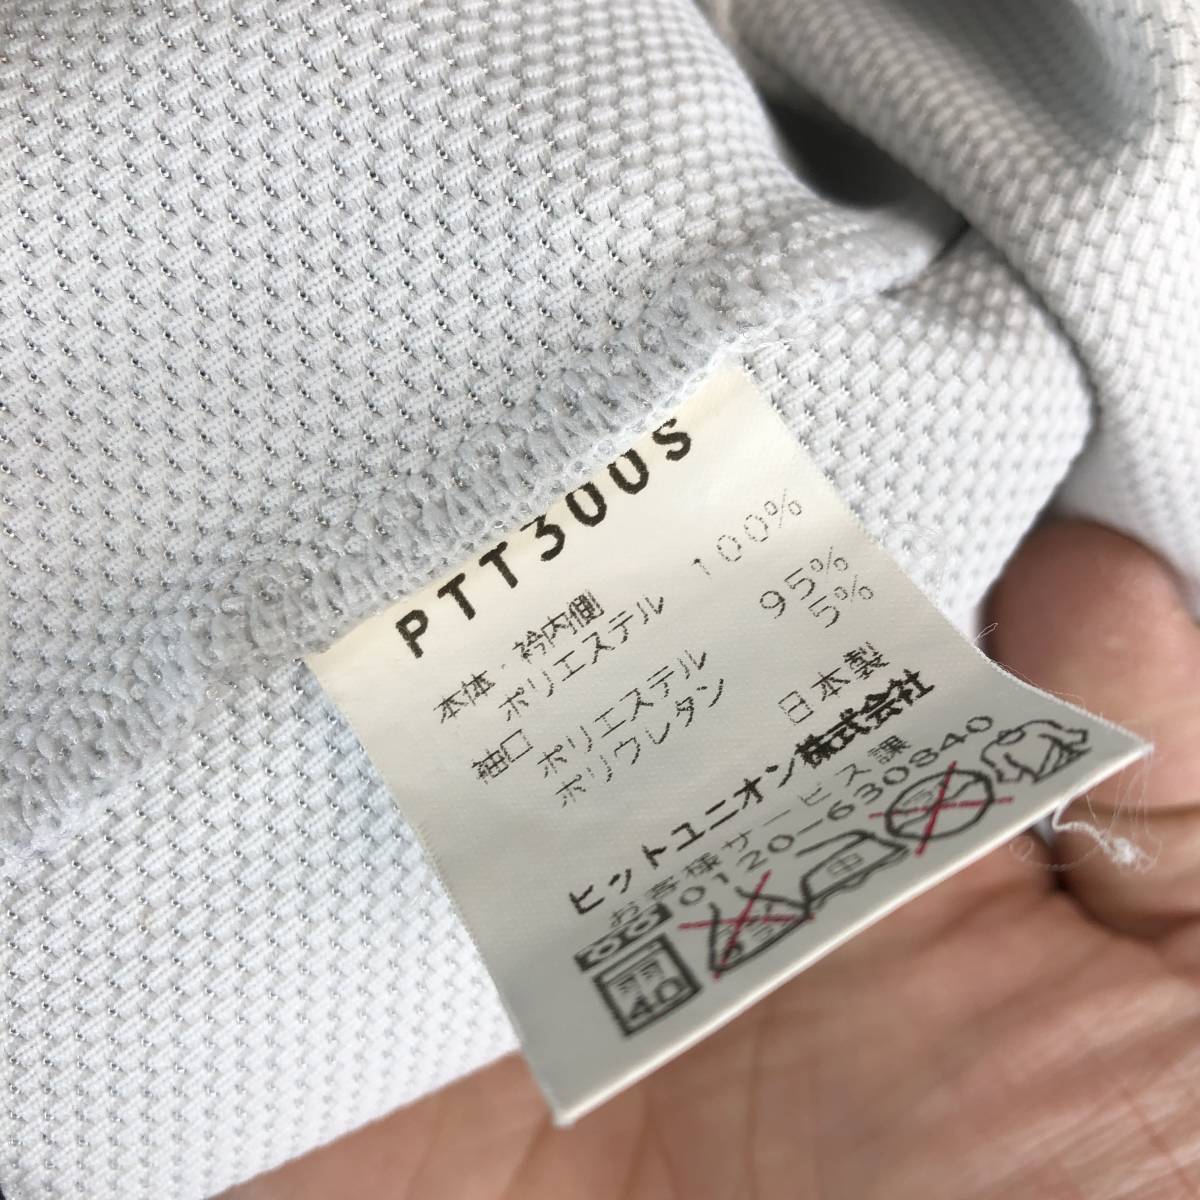 PTT300S
本体・衿内側
ポリエステル 100%
袖口
ポリエステル 95%
ポリウレタン 5%
日本製
ヒットユニオン株式会社
お客様サービス課
0120-630840
40
中